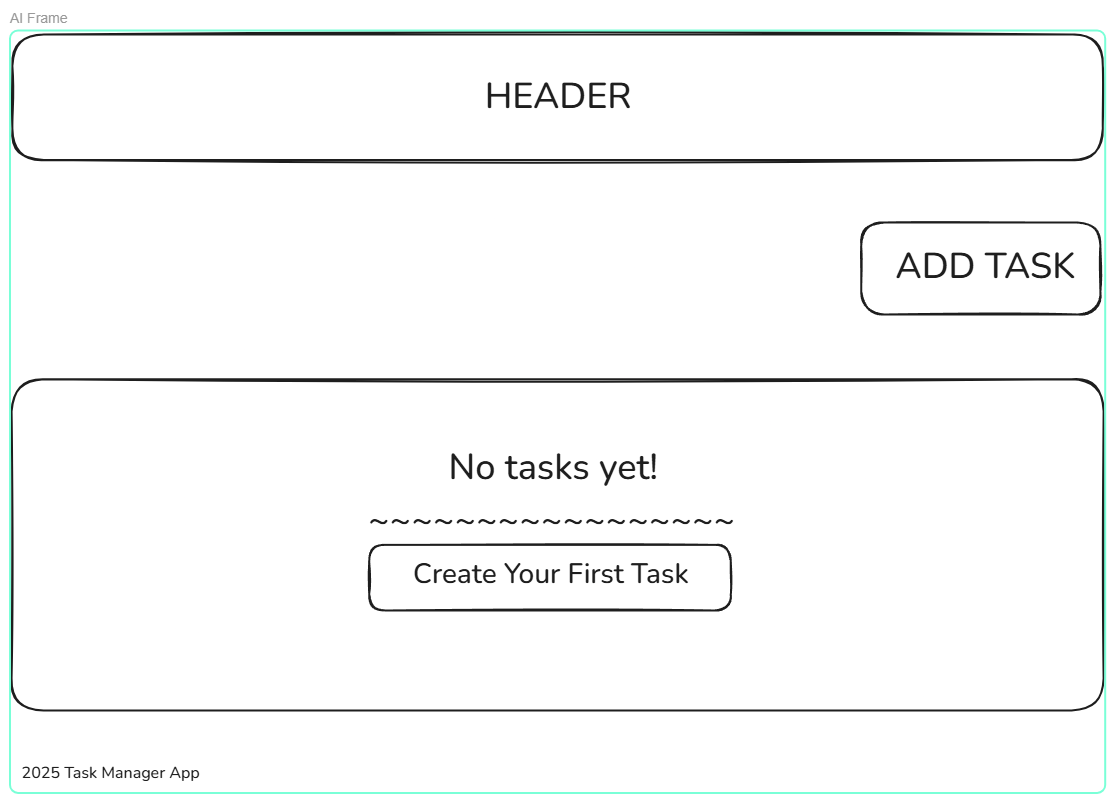 AI Frame
HEADER
ADD TASK
No tasks yet!
~~~~~~~~~~~~~~~~~
Create Your First Task
2025 Task Manager App